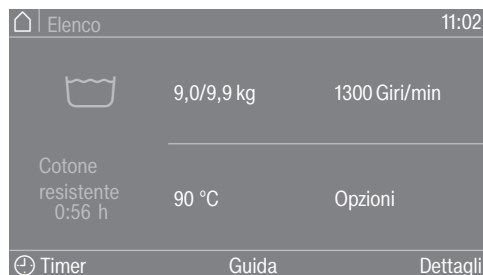 Elenco 11:02
9,0/9,9 kg 1300 Giri/min
Cotone
resistente
0:56 h
90 °C Opzioni
Timer Guida Dettagli